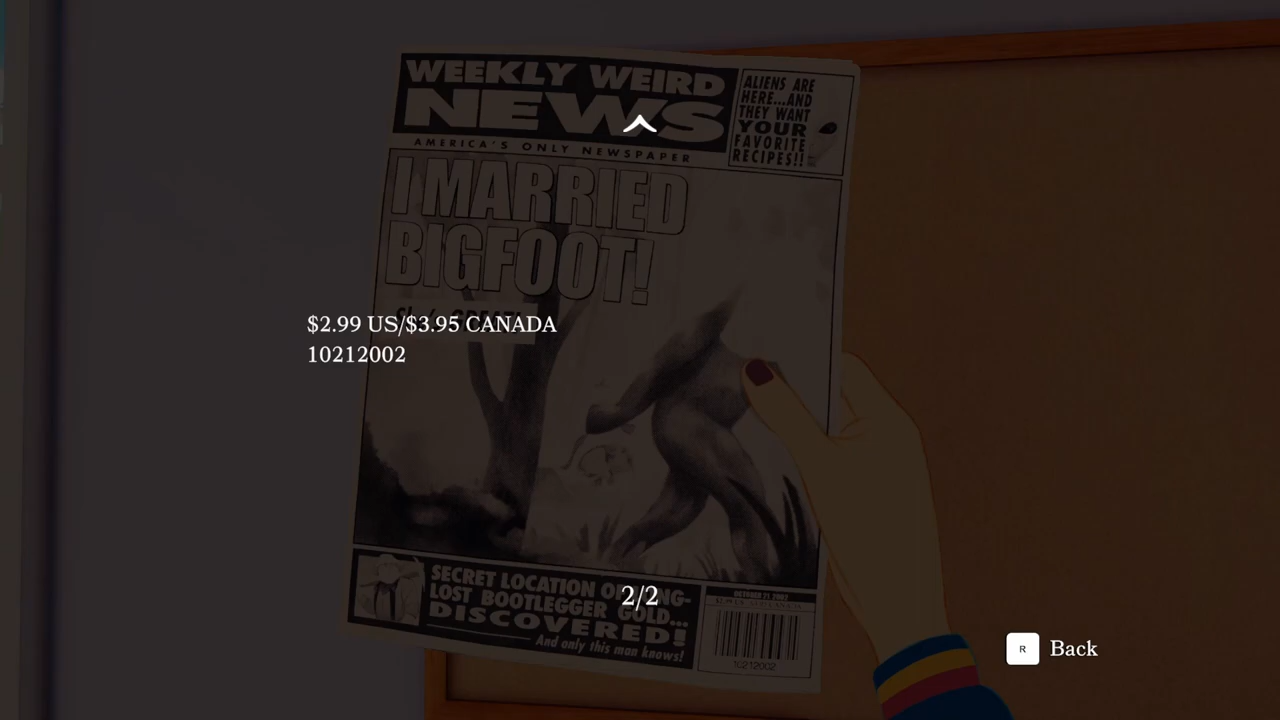 WEEKLY WEIRD
NEWS
AMERICA'S ONLY NEWSPAPER
ALIENS ARE
HERE...AND
THEY WANT
YOUR
FAVORITE
RECIPES!!
I MARRIED
BIGFOOT!
$2.99 US/$3.95 CANADA
10212002
SECRET LOCATION OF LONG-
LOST BOOTLEGGER GOLD...
DISCOVERED!
And only this man knows!
2/2
OCTOBER 21 2002
10212002
R Back